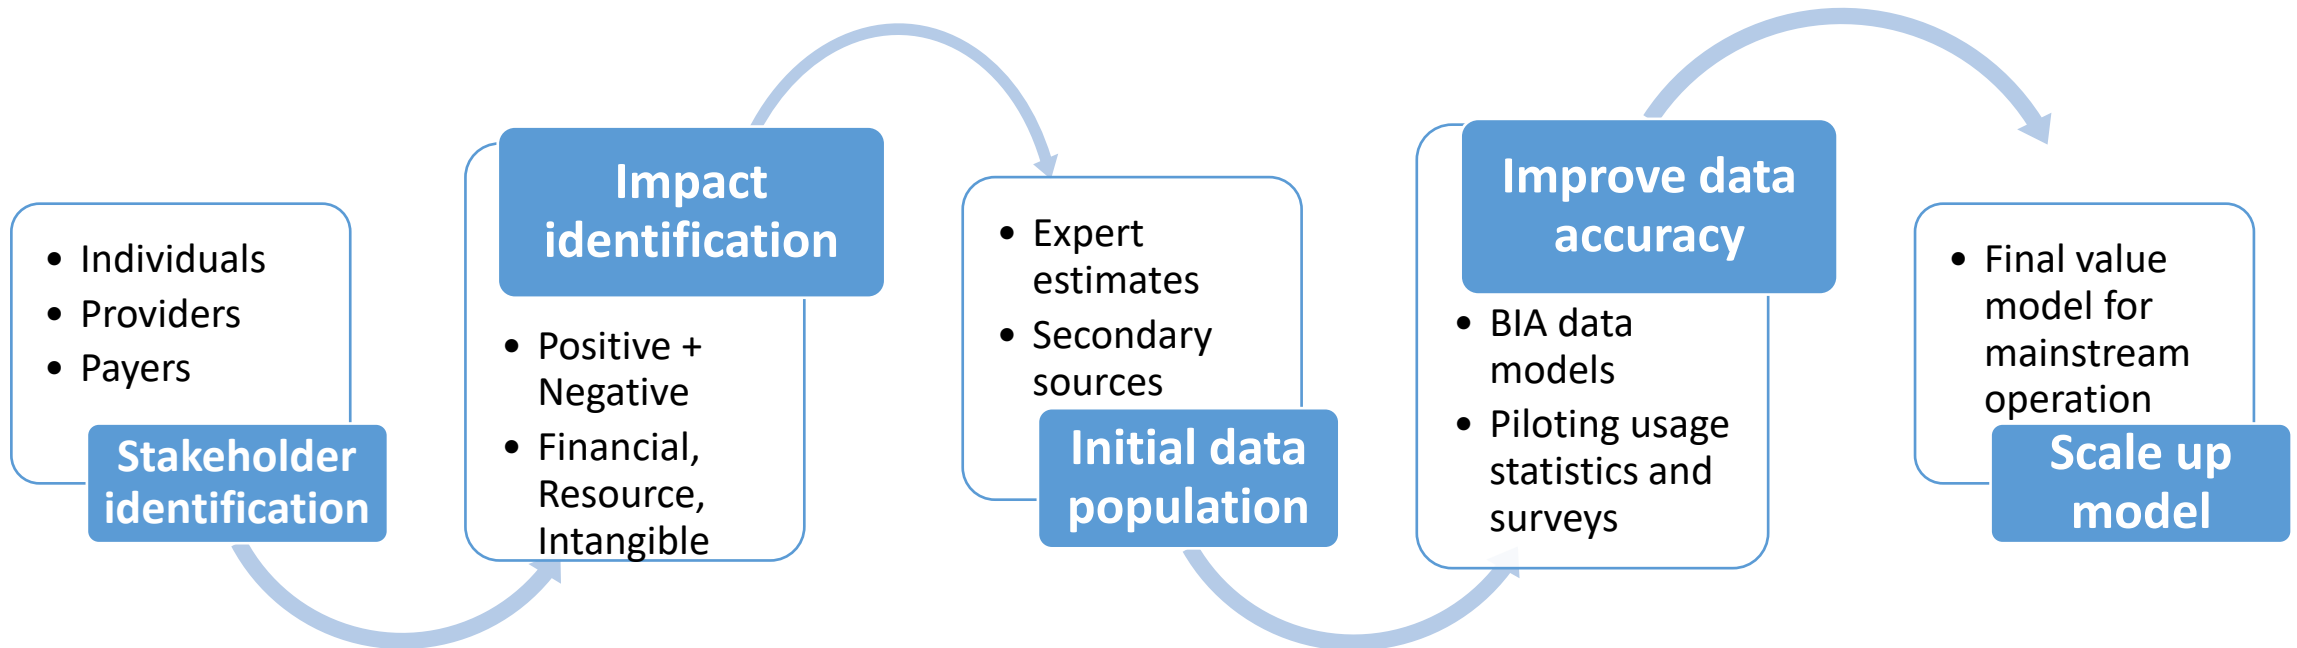 • Individuals
• Providers
• Payers
Stakeholder
identification
Impact
identification
• Positive +
Negative
• Financial,
Resource,
Intangible
• Expert
estimates
• Secondary
sources
Initial data
population
Improve data
accuracy
• BIA data
models
• Piloting usage
statistics and
surveys
• Final value
model for
mainstream
operation
Scale up
model